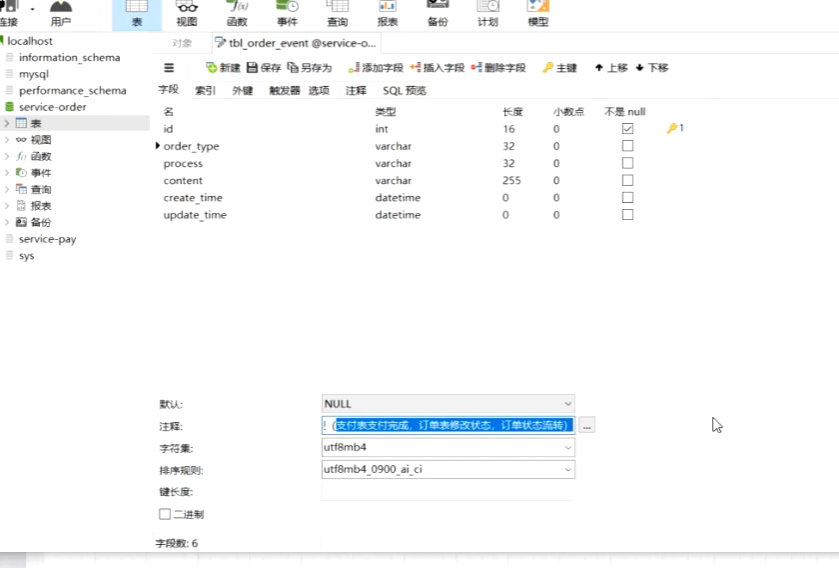 连接 用户 表 视图 函数 事件 查询 报表 备份 计划 模型
localhost
information_schema
mysql
performance_schema
service-order
表
视图
函数
事件
查询
报表
备份
service-pay
sys
对象 tbl_order_event @service-o...
新建 保存 另存为 添加字段 插入字段 删除字段 主键 上移 下移
字段 索引 外键 触发器 选项 注释 SQL 预览
名 类型 长度 小数点 不是 null
id int 16 0 1
order_type varchar 32 0
process varchar 32 0
content varchar 255 0
create_time datetime 0 0
update_time datetime 0 0
默认: NULL
注释: （支付表支付完成，订单表修改状态，订单状态流转） ...
字符集: utf8mb4
排序规则: utf8mb4_0900_ai_ci
键长度:
二进制
字段数: 6